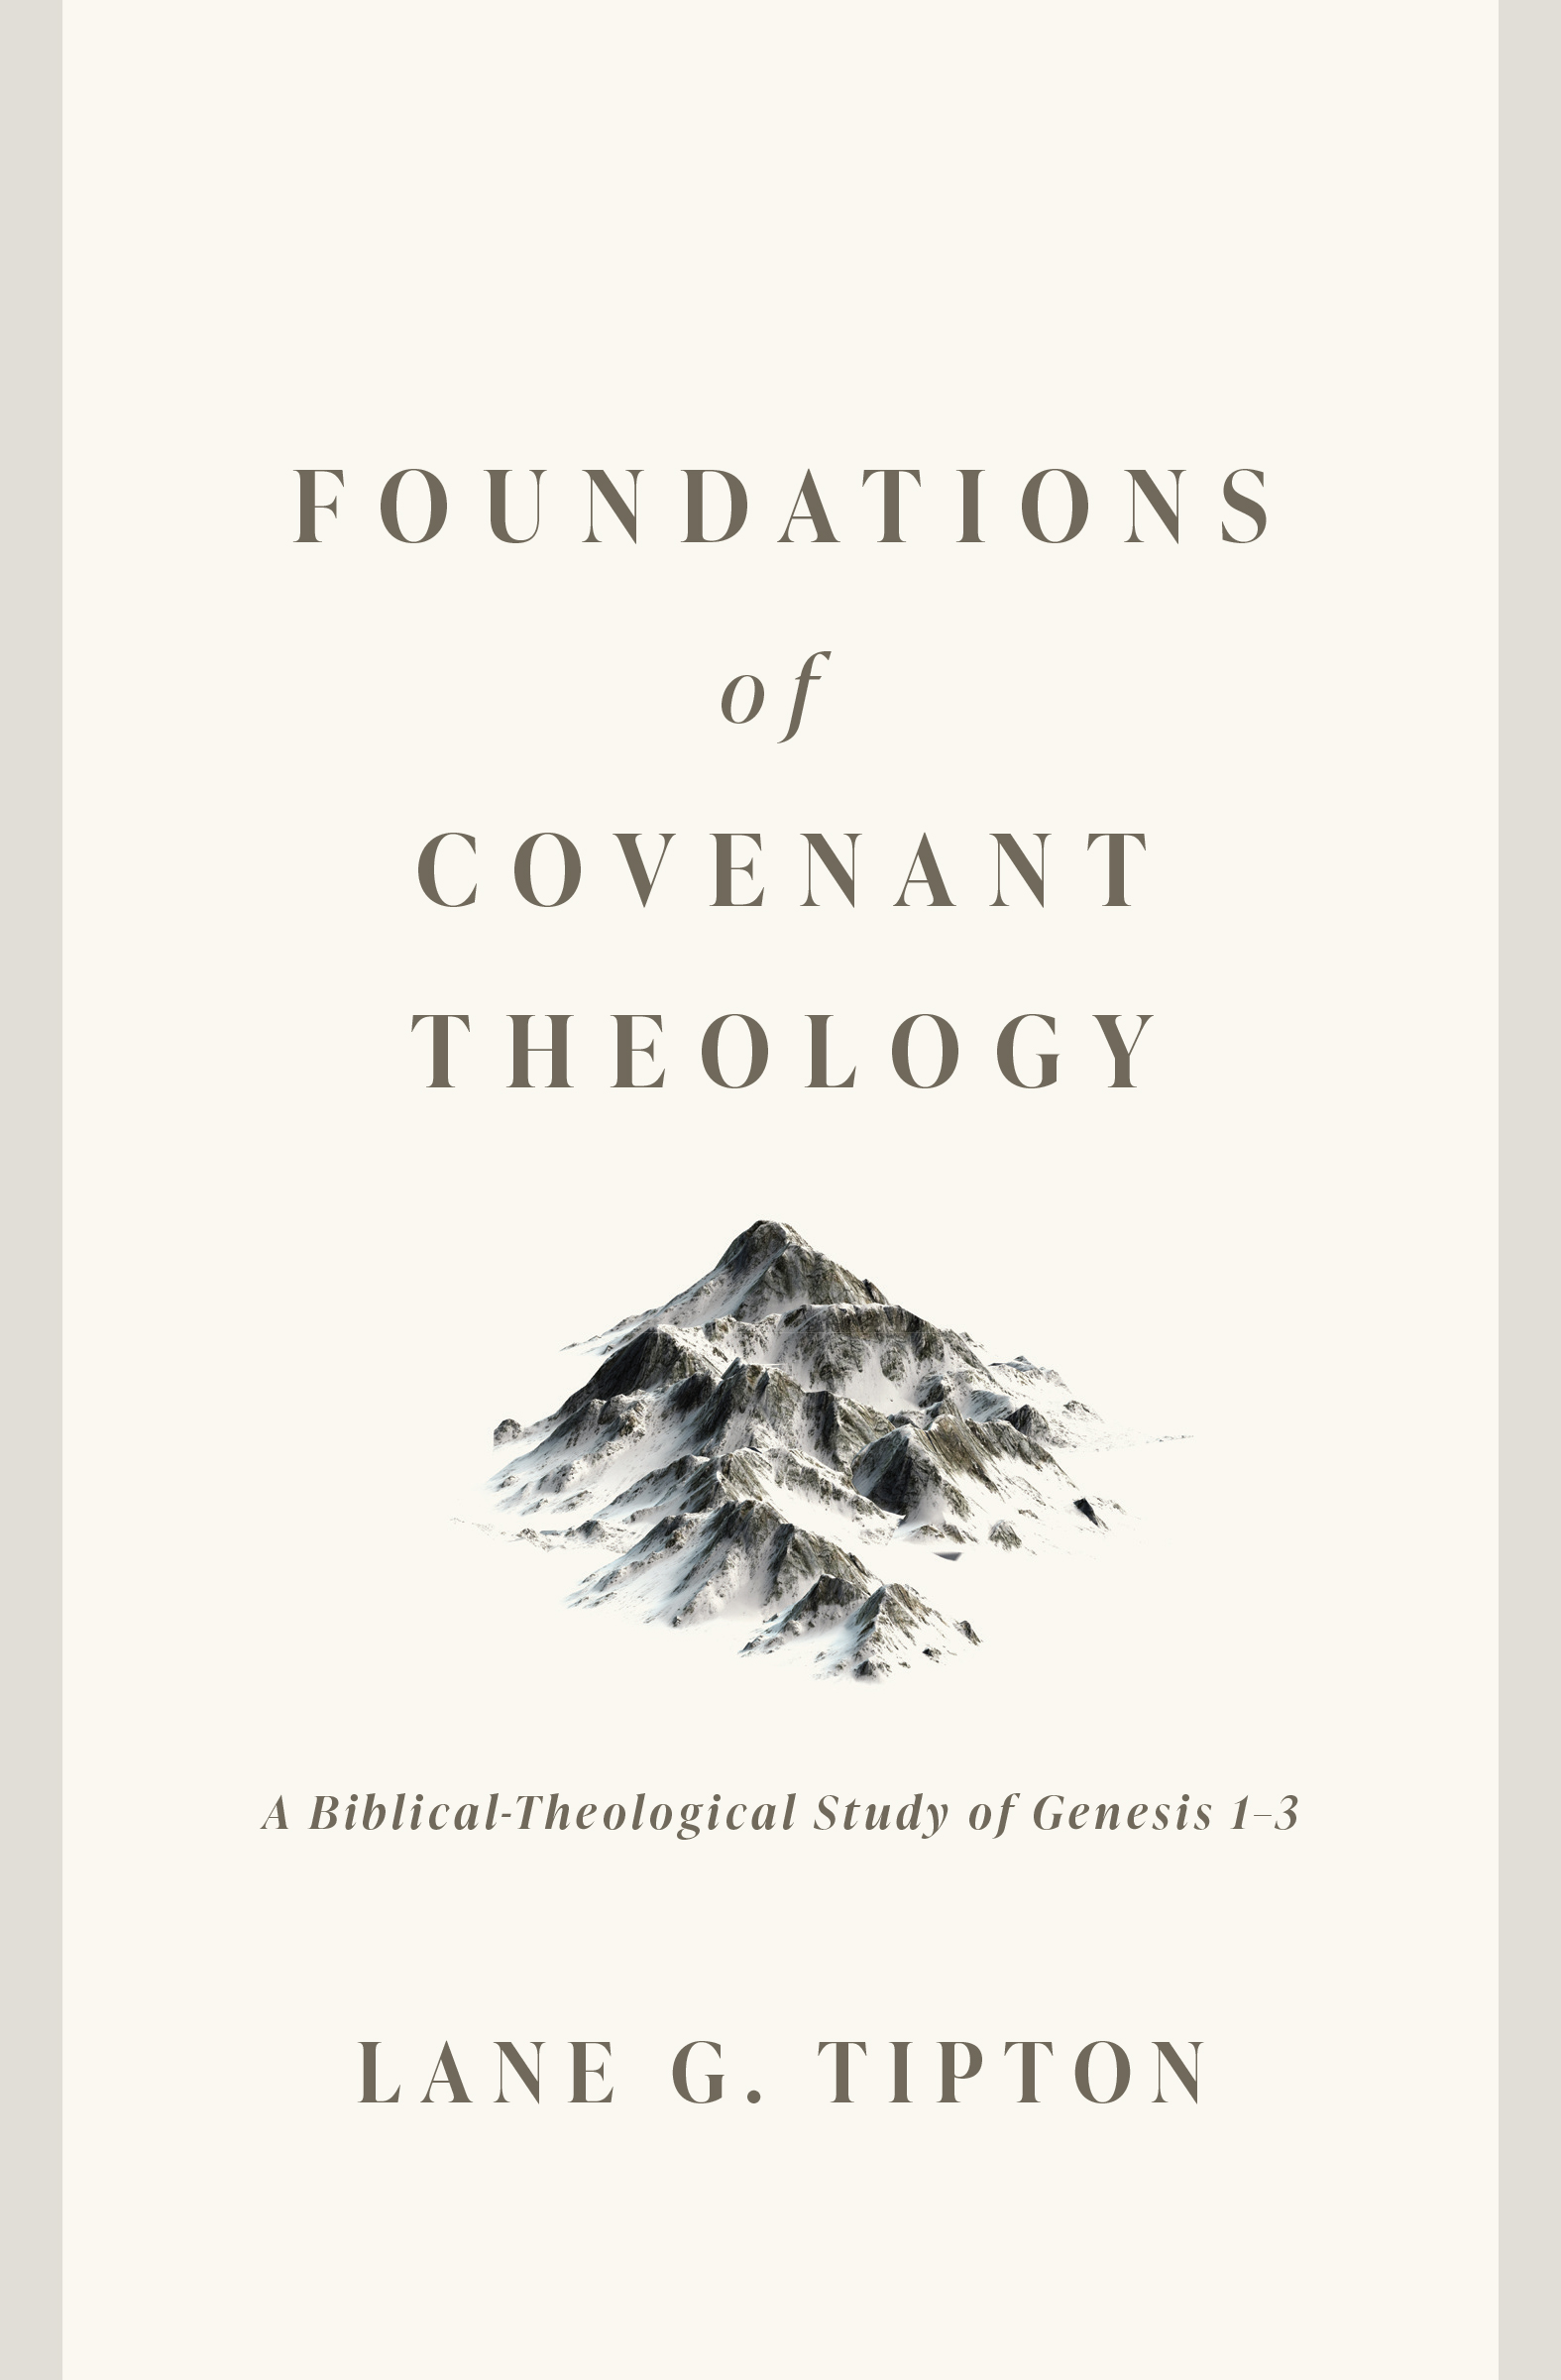 FOUNDATIONS
of
COVENANT
THEOLOGY
A Biblical-Theological Study of Genesis 1–3
LANE G. TIPTON